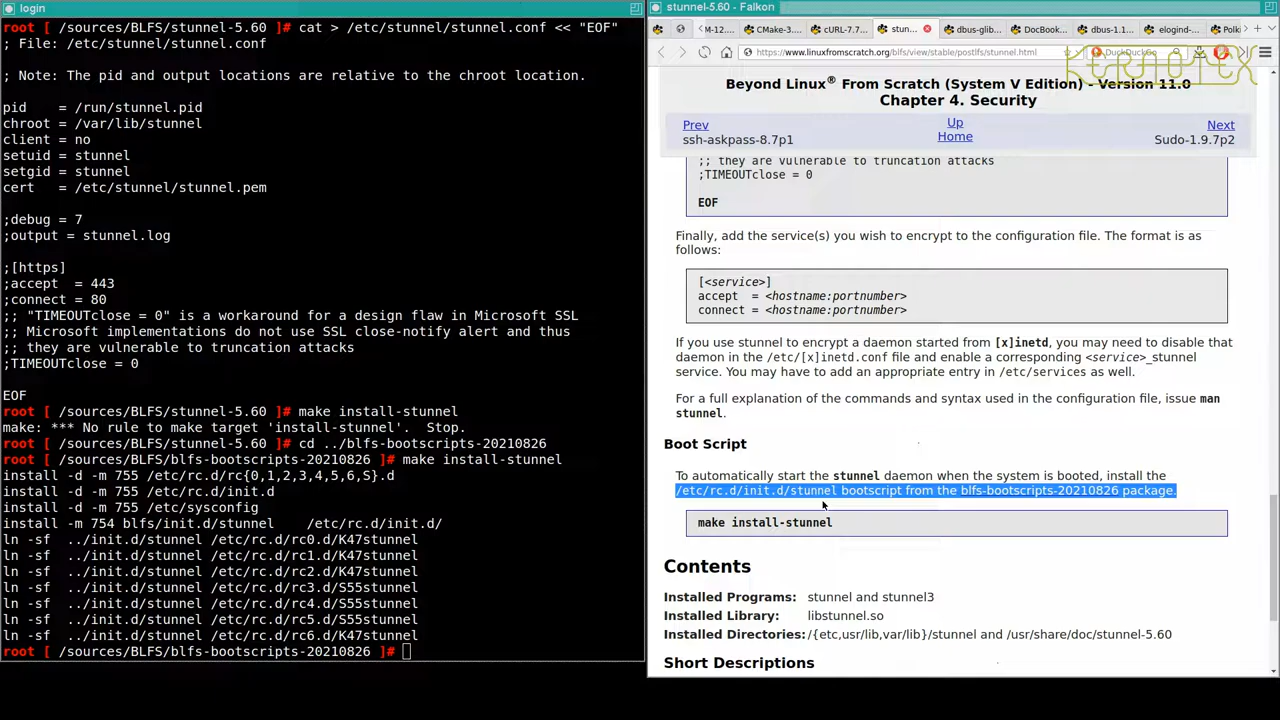 login
root [ /sources/BLFS/stunnel-5.60 ]# cat > /etc/stunnel/stunnel.conf << "EOF"
; File: /etc/stunnel/stunnel.conf
; Note: The pid and output locations are relative to the chroot location.
pid    = /run/stunnel.pid
chroot = /var/lib/stunnel
client = no
setuid = stunnel
setgid = stunnel
cert   = /etc/stunnel/stunnel.pem
;debug = 7
;output = stunnel.log
;[https]
;accept  = 443
;connect = 80
;; "TIMEOUTclose = 0" is a workaround for a design flaw in Microsoft SSL
;; Microsoft implementations do not use SSL close-notify alert and thus
;; they are vulnerable to truncation attacks
;TIMEOUTclose = 0
EOF
root [ /sources/BLFS/stunnel-5.60 ]# make install-stunnel
make: *** No rule to make target 'install-stunnel'.  Stop.
root [ /sources/BLFS/stunnel-5.60 ]# cd ../blfs-bootscripts-20210826
root [ /sources/BLFS/blfs-bootscripts-20210826 ]# make install-stunnel
install -d -m 755 /etc/rc.d/rc{0,1,2,3,4,5,6,S}.d
install -d -m 755 /etc/rc.d/init.d
install -d -m 755 /etc/sysconfig
install -m 754 blfs/init.d/stunnel    /etc/rc.d/init.d/
ln -sf  ../init.d/stunnel /etc/rc.d/rc0.d/K47stunnel
ln -sf  ../init.d/stunnel /etc/rc.d/rc1.d/K47stunnel
ln -sf  ../init.d/stunnel /etc/rc.d/rc2.d/K47stunnel
ln -sf  ../init.d/stunnel /etc/rc.d/rc3.d/S55stunnel
ln -sf  ../init.d/stunnel /etc/rc.d/rc4.d/S55stunnel
ln -sf  ../init.d/stunnel /etc/rc.d/rc5.d/S55stunnel
ln -sf  ../init.d/stunnel /etc/rc.d/rc6.d/K47stunnel
root [ /sources/BLFS/blfs-bootscripts-20210826 ]#
stunnel-5.60 - Falkon
M-12.... CMake-3.... cURL-7.7... stun... dbus-glib... DocBook... dbus-1.1... elogind-... Polki
https://www.linuxfromscratch.org/blfs/view/stable/postlfs/stunnel.html DuckDuckGo
KERNOTEX
Beyond Linux® From Scratch (System V Edition) - Version 11.0
Chapter 4. Security
Prev Up Next
ssh-askpass-8.7p1 Home Sudo-1.9.7p2
;; they are vulnerable to truncation attacks
;TIMEOUTclose = 0
EOF
Finally, add the service(s) you wish to encrypt to the configuration file. The format is as
follows:
[<service>]
accept  = <hostname:portnumber>
connect = <hostname:portnumber>
If you use stunnel to encrypt a daemon started from [x]inetd, you may need to disable that
daemon in the /etc/[x]inetd.conf file and enable a corresponding <service>_stunnel
service. You may have to add an appropriate entry in /etc/services as well.
For a full explanation of the commands and syntax used in the configuration file, issue man
stunnel.
Boot Script
To automatically start the stunnel daemon when the system is booted, install the
/etc/rc.d/init.d/stunnel bootscript from the blfs-bootscripts-20210826 package.
make install-stunnel
Contents
Installed Programs: stunnel and stunnel3
Installed Library: libstunnel.so
Installed Directories: /{etc,usr/lib,var/lib}/stunnel and /usr/share/doc/stunnel-5.60
Short Descriptions